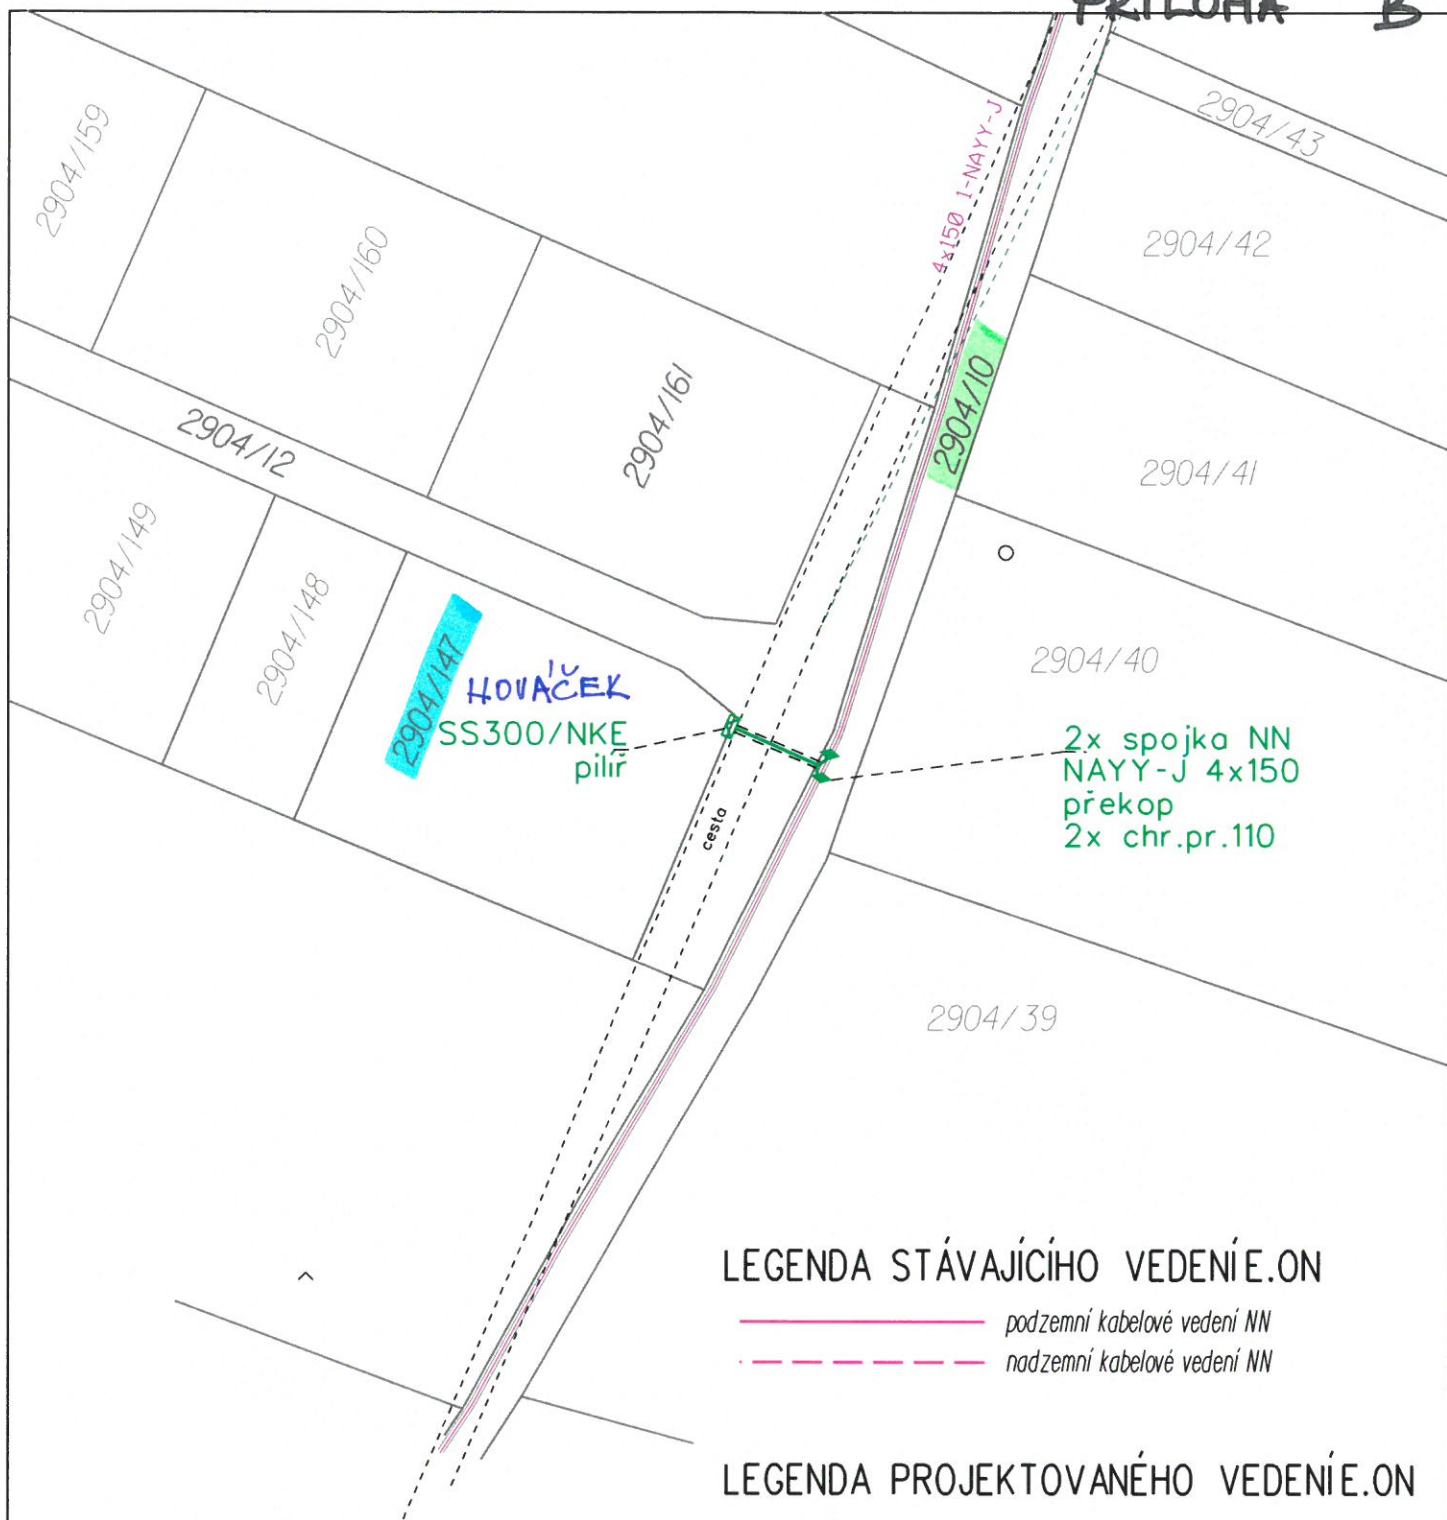 PŘÍLOHA B
2904/159
2904/160
2904/161
4x150 1-NAYY-J
2904/43
2904/42
2904/10
2904/41
2904/12
2904/149
2904/148
2904/147
HOVÁČEK
SS300/NKE
pilíř
2904/40
2x spojka NN
NAYY-J 4x150
překop
2x chr.pr.110
cesta
2904/39
LEGENDA STÁVAJÍCÍHO VEDENÍ E.ON
podzemní kabelové vedení NN
nadzemní kabelové vedení NN
LEGENDA PROJEKTOVANÉHO VEDENÍ E.ON